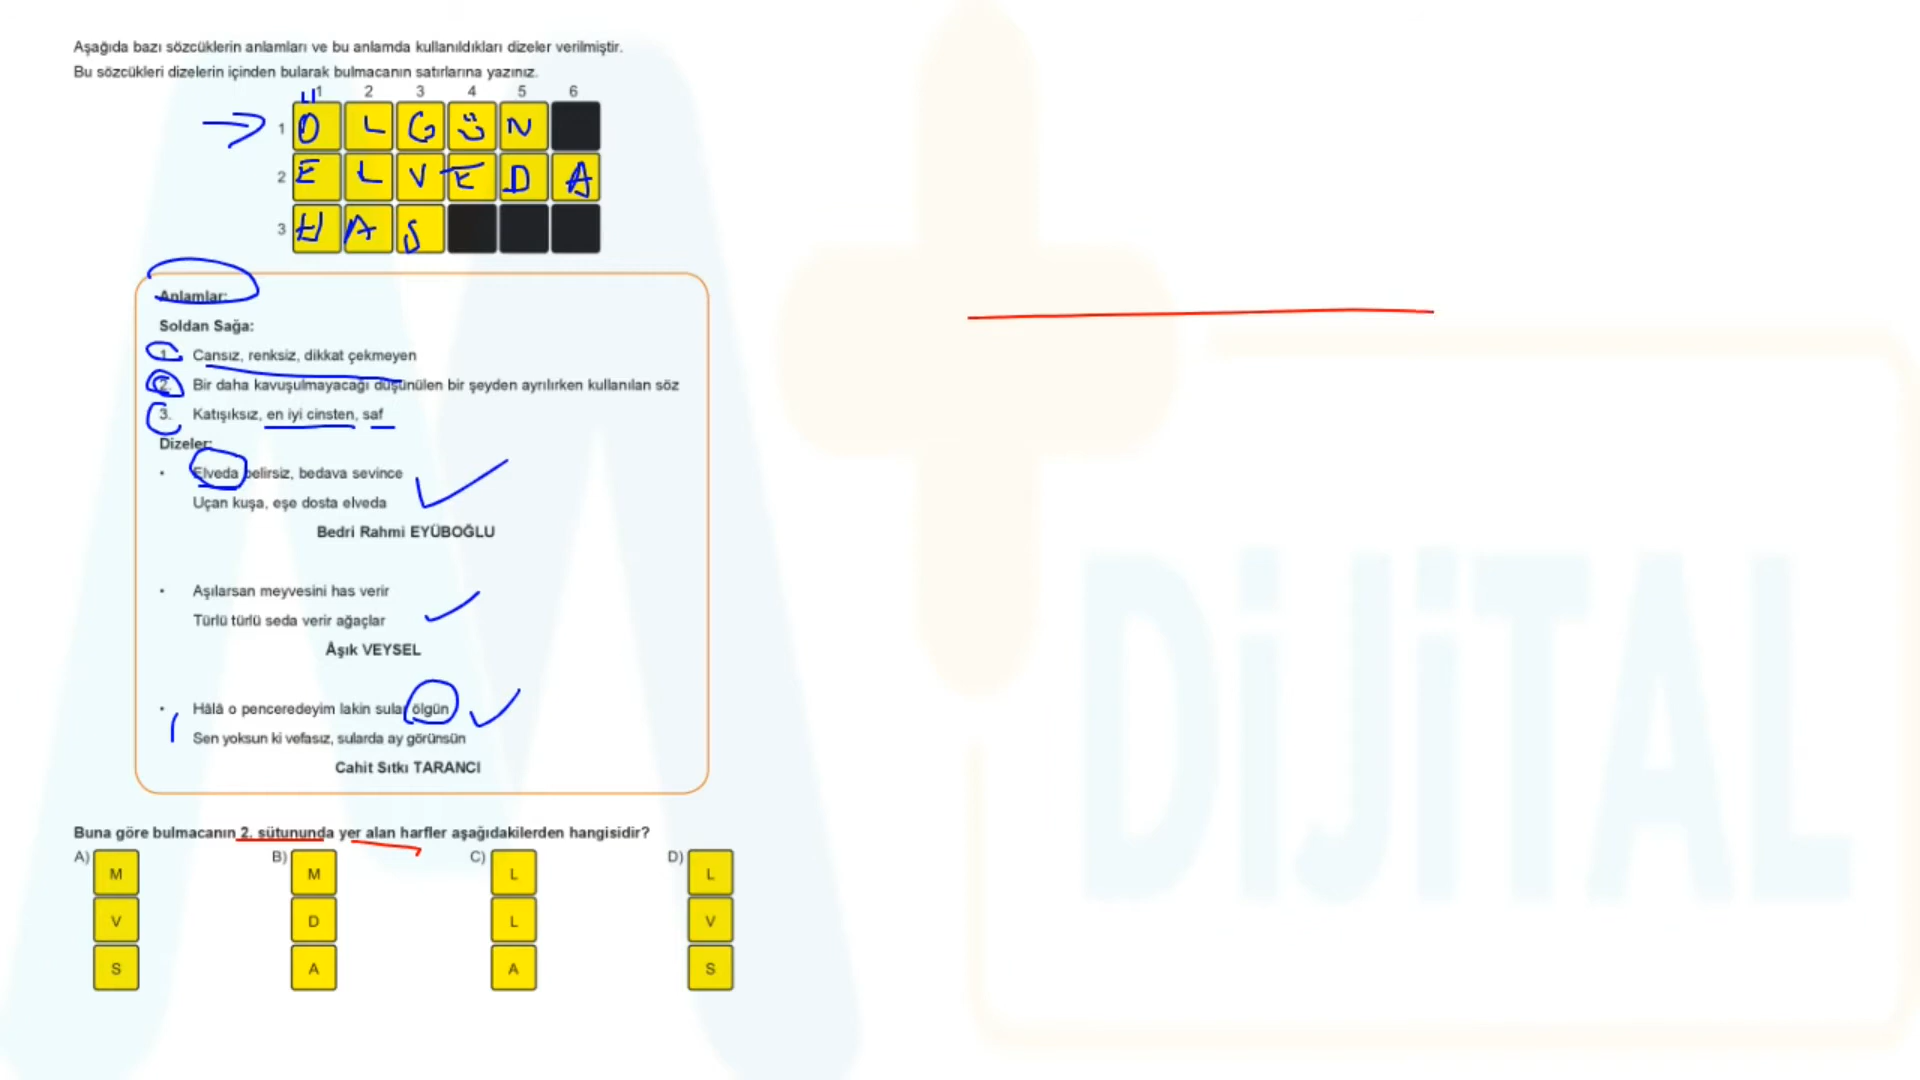 Aşağıda bazı sözcüklerin anlamları ve bu anlamda kullanıldıkları dizeler verilmiştir.
Bu sözcükleri dizelerin içinden bularak bulmacanın satırlarına yazınız.
1 2 3 4 5 6
1 Ö L G Ü N
2 E L V E D A
3 H A S
Anlamlar:
Soldan Sağa:
1. Cansız, renksiz, dikkat çekmeyen
2. Bir daha kavuşulmayacağı düşünülen bir şeyden ayrılırken kullanılan söz
3. Katışıksız, en iyi cinsten, saf
Dizeler:
• Elveda belirsiz, bedava sevince
Uçan kuşa, eşe dosta elveda
Bedri Rahmi EYÜBOĞLU
• Aşılarsan meyvesini has verir
Türlü türlü seda verir ağaçlar
Âşık VEYSEL
• Hâlâ o penceredeyim lakin sular ölgün
Sen yoksun ki vefasız, sularda ay görünsün
Cahit Sıtkı TARANCI
Buna göre bulmacanın 2. sütununda yer alan harfler aşağıdakilerden hangisidir?
A) B) C) D)
M M L L
V D L V
S A A S
DİJİTAL